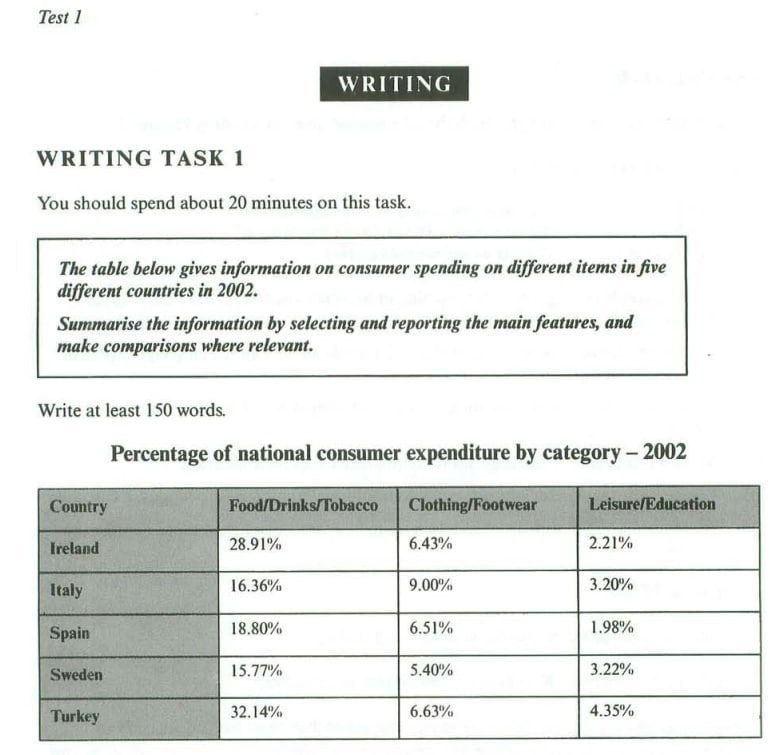 Test 1
WRITING
WRITING TASK 1
You should spend about 20 minutes on this task.
The table below gives information on consumer spending on different items in five
different countries in 2002.
Summarise the information by selecting and reporting the main features, and
make comparisons where relevant.
Write at least 150 words.
Percentage of national consumer expenditure by category – 2002
Country Food/Drinks/Tobacco Clothing/Footwear Leisure/Education
Ireland 28.91% 6.43% 2.21%
Italy 16.36% 9.00% 3.20%
Spain 18.80% 6.51% 1.98%
Sweden 15.77% 5.40% 3.22%
Turkey 32.14% 6.63% 4.35%